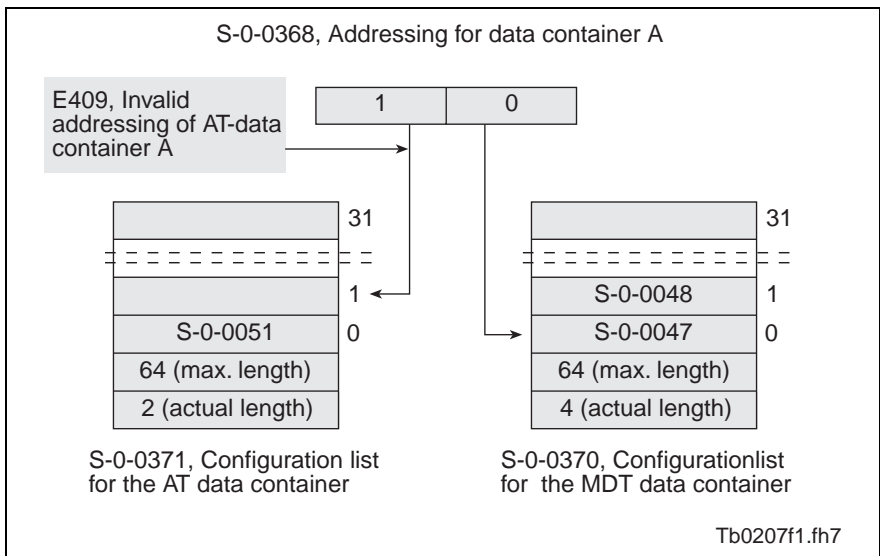 S-0-0368, Addressing for data container A
E409, Invalid
addressing of AT-data
container A
1 0
31
1
S-0-0051 0
64 (max. length)
2 (actual length)
S-0-0371, Configuration list
for the AT data container
31
S-0-0048 1
S-0-0047 0
64 (max. length)
4 (actual length)
S-0-0370, Configurationlist
for the MDT data container
Tb0207f1.fh7